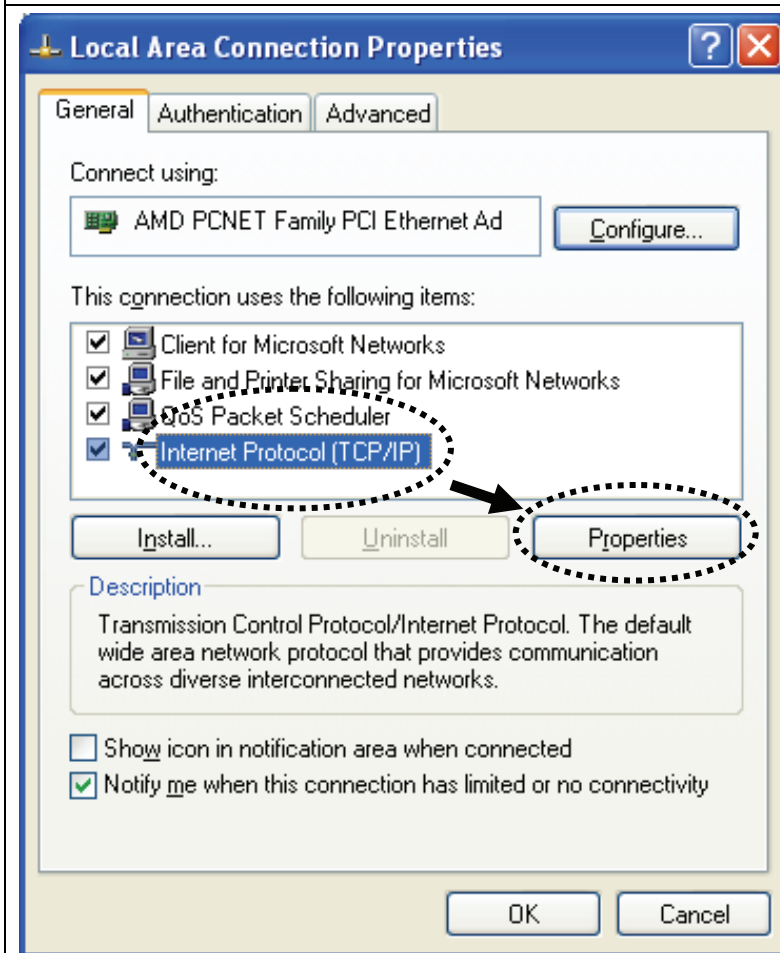 Local Area Connection Properties
General Authentication Advanced
Connect using:
AMD PCNET Family PCI Ethernet Ad
Configure...
This connection uses the following items:
Client for Microsoft Networks
File and Printer Sharing for Microsoft Networks
QoS Packet Scheduler
Internet Protocol (TCP/IP)
Install... Uninstall Properties
Description
Transmission Control Protocol/Internet Protocol. The default
wide area network protocol that provides communication
across diverse interconnected networks.
Show icon in notification area when connected
Notify me when this connection has limited or no connectivity
OK Cancel